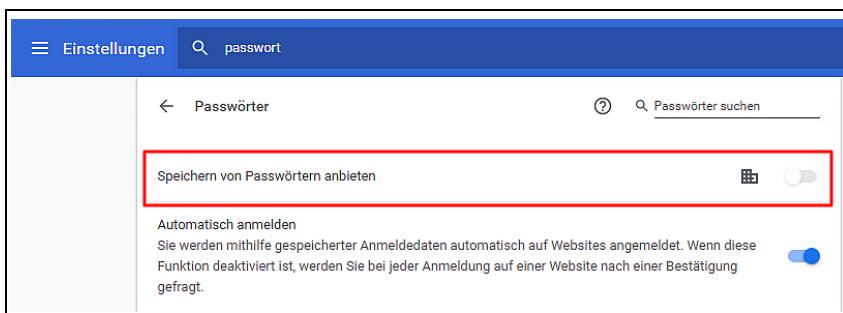 Einstellungen
passwort
Passwörter
Passwörter suchen
Speichern von Passwörtern anbieten
Automatisch anmelden
Sie werden mithilfe gespeicherter Anmeldedaten automatisch auf Websites angemeldet. Wenn diese
Funktion deaktiviert ist, werden Sie bei jeder Anmeldung auf einer Website nach einer Bestätigung
gefragt.